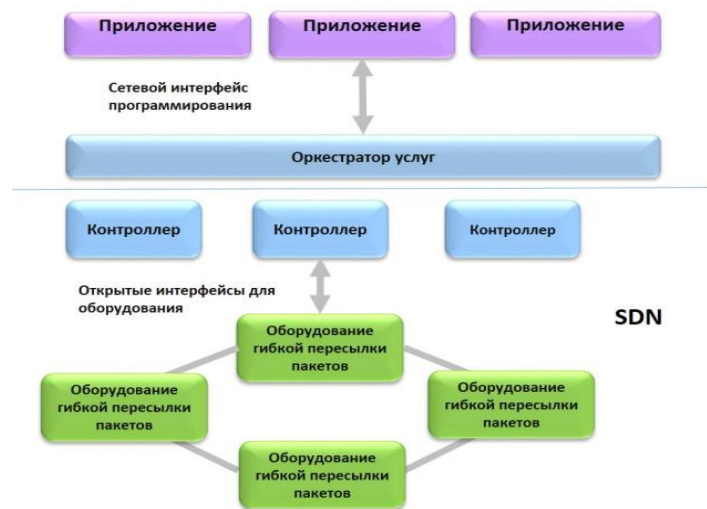 Приложение
Приложение
Приложение
Сетевой интерфейс
программирования
Оркестратор услуг
Контроллер
Контроллер
Контроллер
Открытые интерфейсы для
оборудования
SDN
Оборудование
гибкой пересылки
пакетов
Оборудование
гибкой пересылки
пакетов
Оборудование
гибкой пересылки
пакетов
Оборудование
гибкой пересылки
пакетов